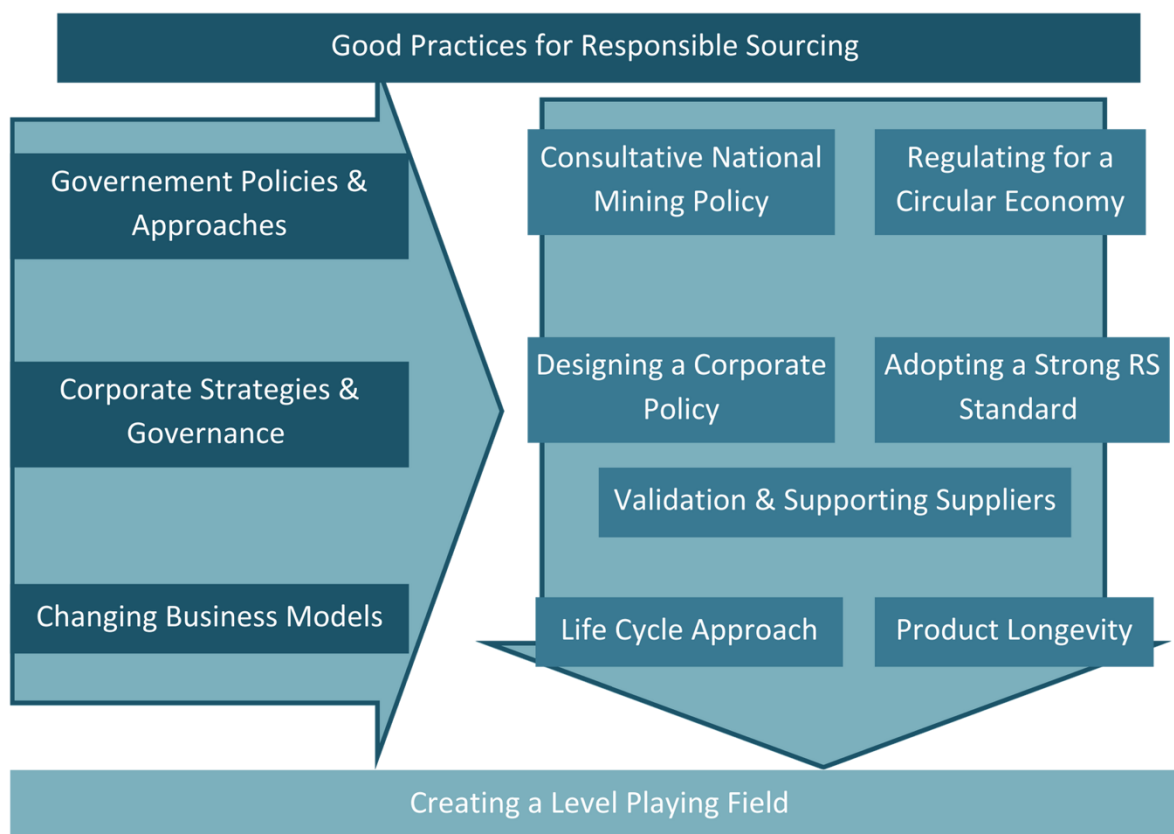 Good Practices for Responsible Sourcing
Governement Policies &
Approaches
Consultative National
Mining Policy
Regulating for a
Circular Economy
Corporate Strategies &
Governance
Designing a Corporate
Policy
Adopting a Strong RS
Standard
Validation & Supporting Suppliers
Changing Business Models
Life Cycle Approach
Product Longevity
Creating a Level Playing Field